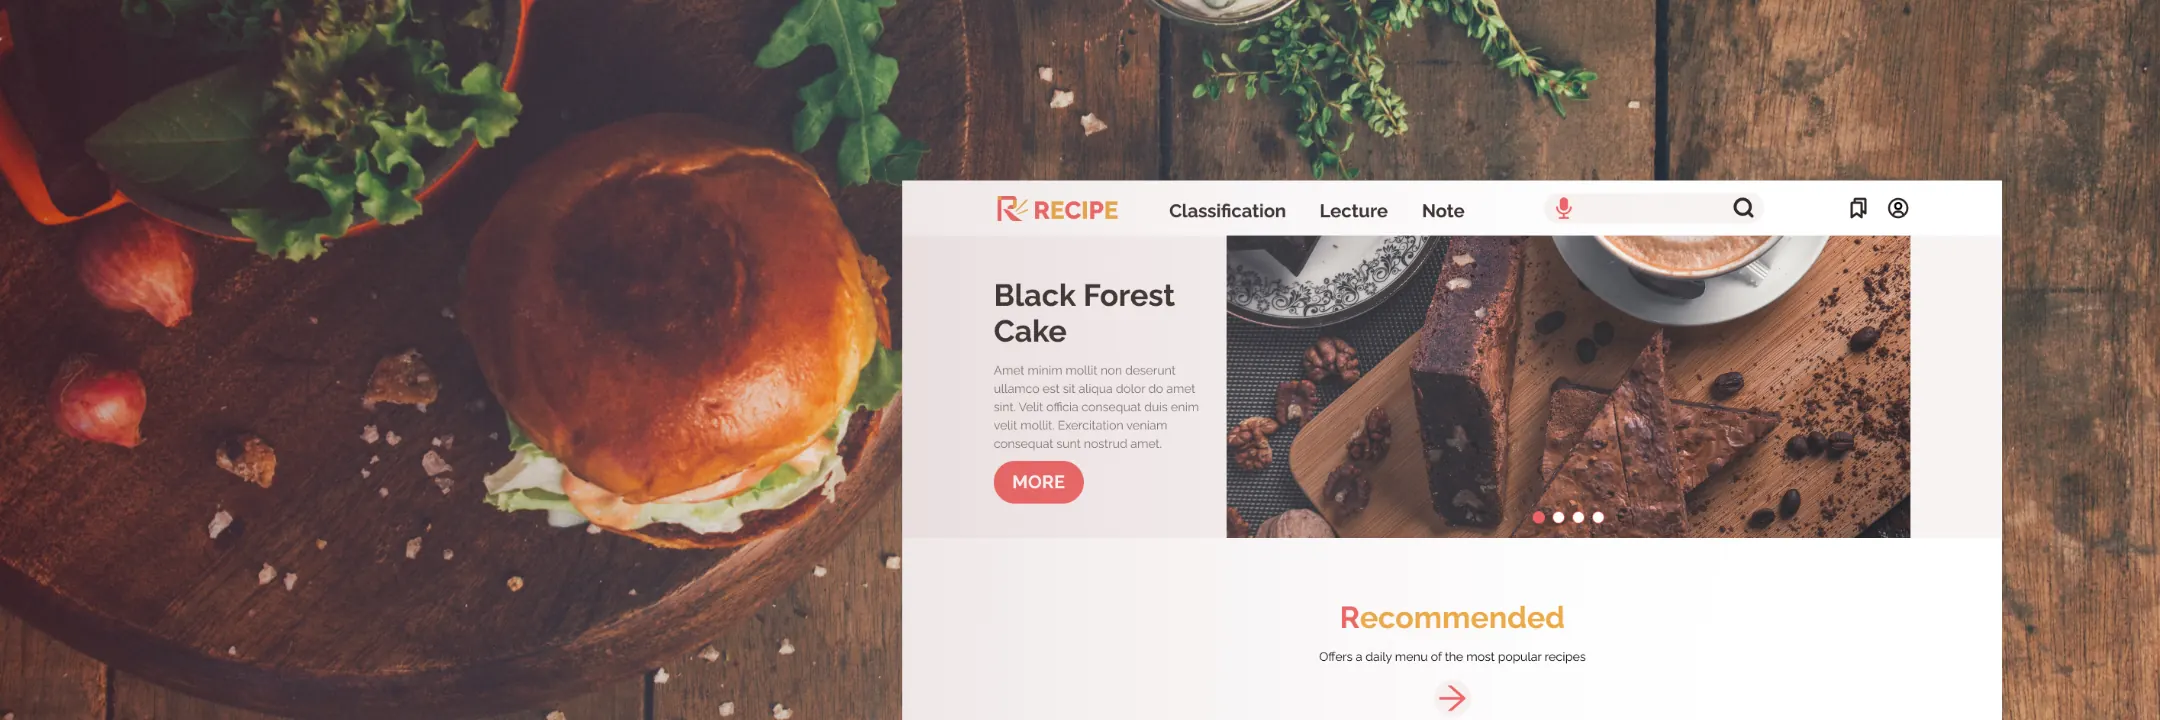 RECIPE
Classification
Lecture
Note
Black Forest
Cake
Amet minim mollit non deserunt
ullamco est sit aliqua dolor do amet
sint. Velit officia consequat duis enim
velit mollit. Exercitation veniam
consequat sunt nostrud amet.
MORE
Recommended
Offers a daily menu of the most popular recipes